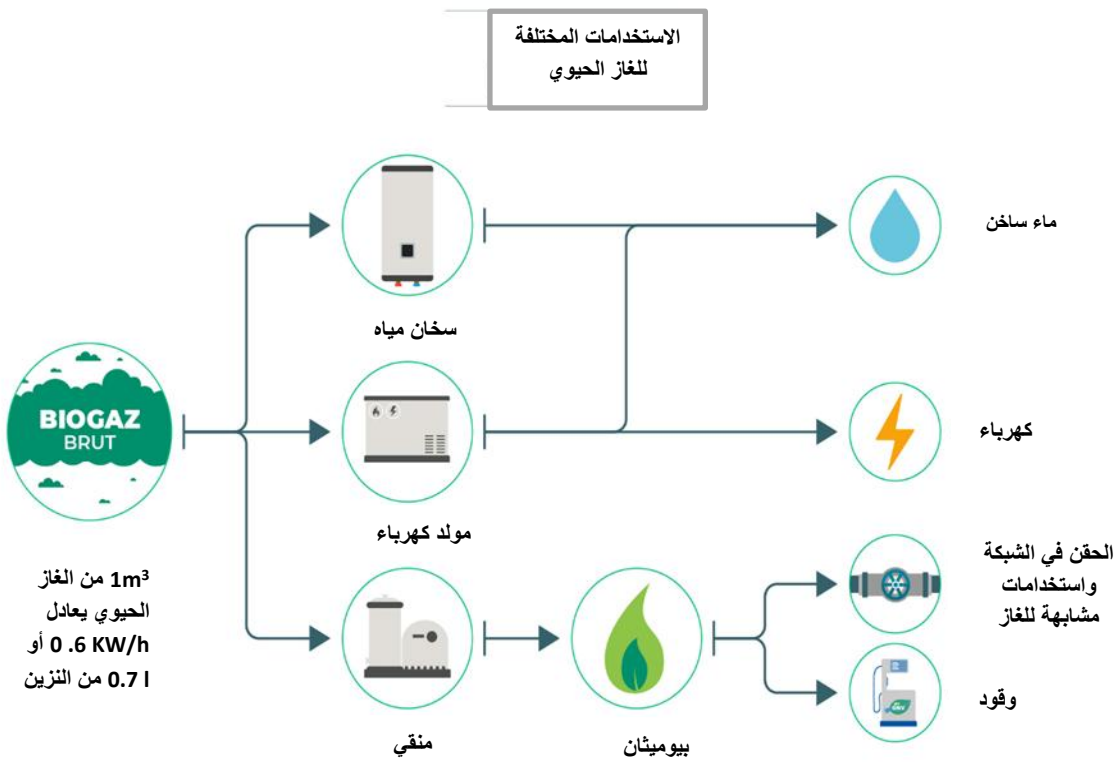 الاستخدامات المختلفة
للغاز الحيوي
ماء ساخن
سخان مياه
BIOGAZ
BRUT
كهرباء
مولد كهرباء
1m³ من الغاز
الحيوي يعادل
0 .6 KW/h أو
0.7 l من النزين
الحقن في الشبكة
واستخدامات
مشابهة للغاز
وقود
منقي
بيوميثان